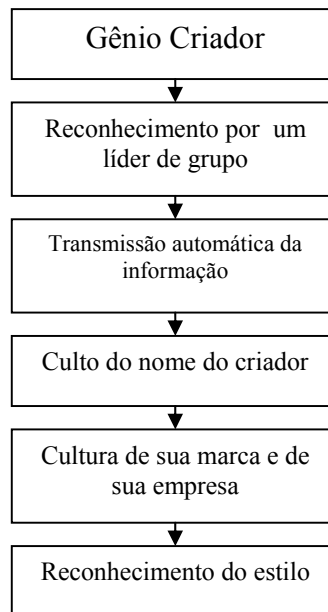 Gênio Criador
Reconhecimento por um
líder de grupo
Transmissão automática da
informação
Culto do nome do criador
Cultura de sua marca e de
sua empresa
Reconhecimento do estilo